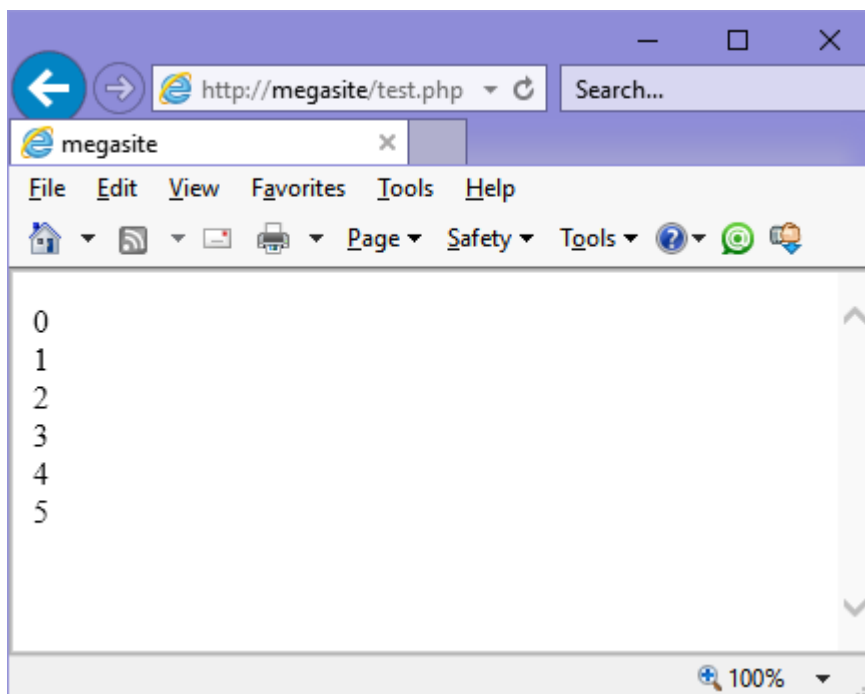 http://megasite/test.php Search...
megasite
File Edit View Favorites Tools Help
Page Safety Tools
0
1
2
3
4
5
100%